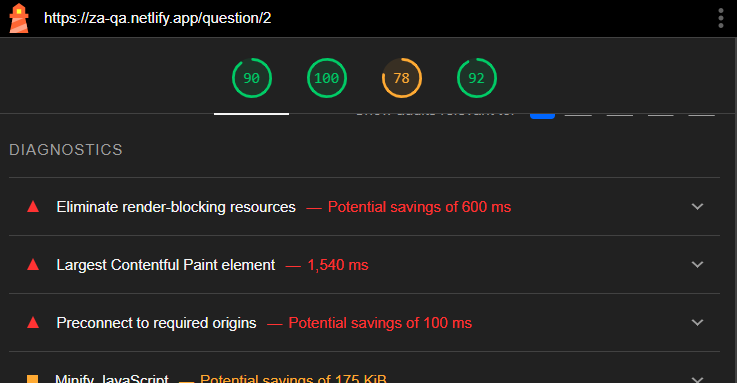 https://za-qa.netlify.app/question/2
90 100 78 92
DIAGNOSTICS
Eliminate render-blocking resources — Potential savings of 600 ms
Largest Contentful Paint element — 1,540 ms
Preconnect to required origins — Potential savings of 100 ms
Minify JavaScript — Potential savings of 175 KiB